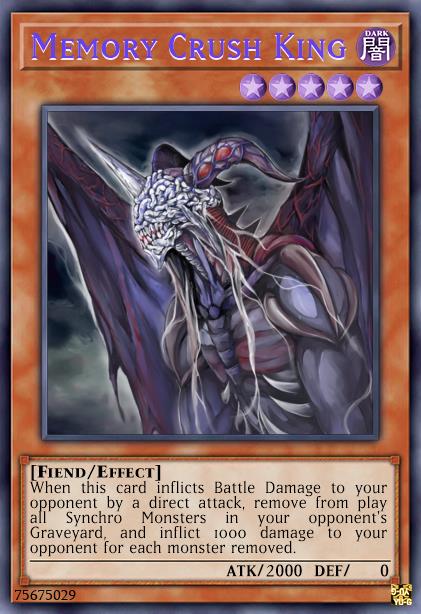 Memory Crush King
DARK
闇
[Fiend/Effect]
When this card inflicts Battle Damage to your
opponent by a direct attack, remove from play
all Synchro Monsters in your opponent's
Graveyard, and inflict 1000 damage to your
opponent for each monster removed.
ATK/2000 DEF/ 0
75675029